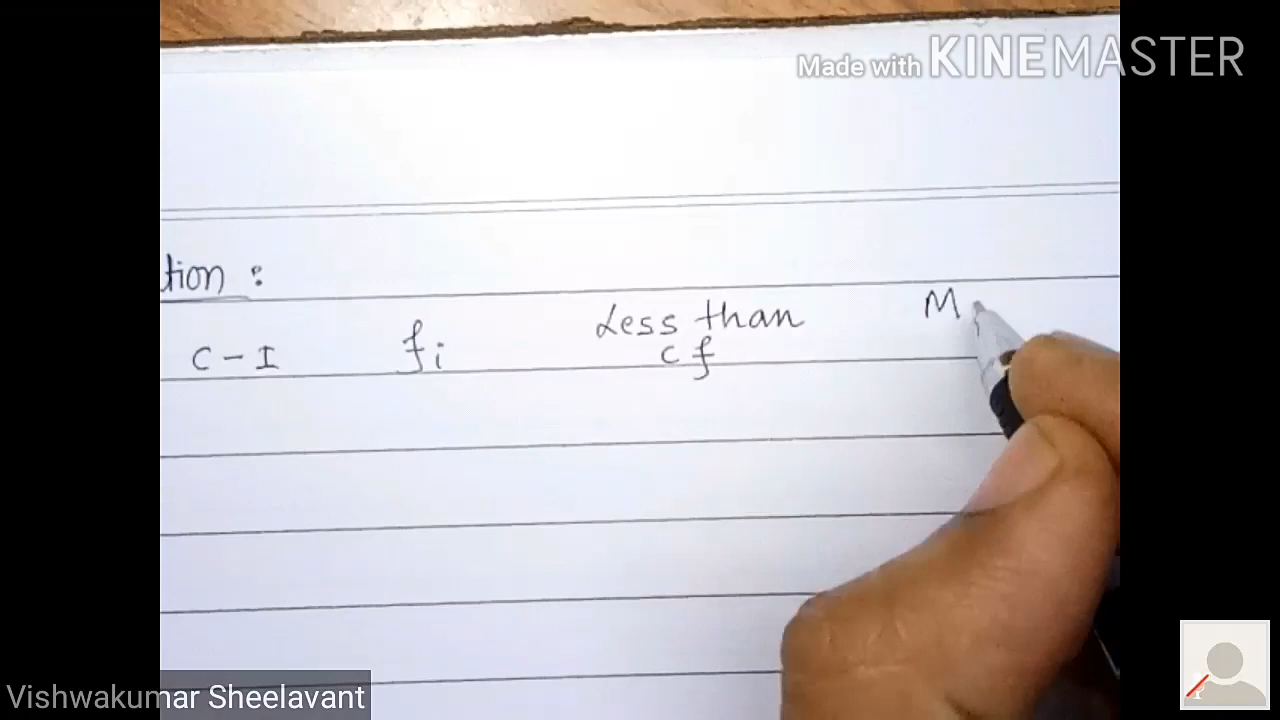 Made with KINEMASTER
tion :
C-I fi Less than cf M
Vishwakumar Sheelavant